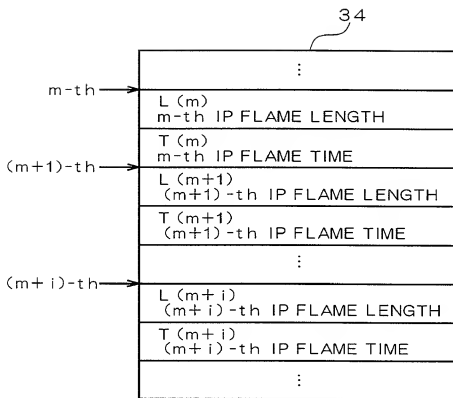 34
⋮
m-th
L (m)
m-th IP FLAME LENGTH
T (m)
m-th IP FLAME TIME
(m+1)-th
L (m+1)
(m+1)-th IP FLAME LENGTH
T (m+1)
(m+1)-th IP FLAME TIME
⋮
(m+i)-th
L (m+i)
(m+i)-th IP FLAME LENGTH
T (m+i)
(m+i)-th IP FLAME TIME
⋮